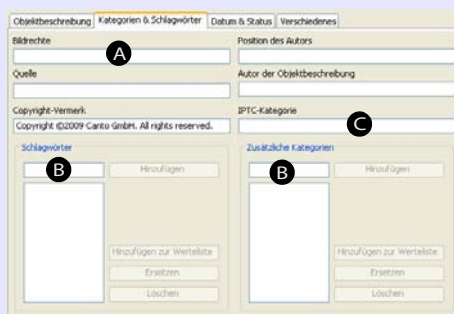 Objektbeschreibung Kategorien & Schlagwörter Datum & Status Verschiedenes
Bildrechte Position des Autors
A
Quelle Autor der Objektbeschreibung
Copyright-Vermerk IPTC-Kategorie
Copyright ©2009 Canto GmbH. All rights reserved. C
Schlagwörter Zusätzliche Kategorien
B Hinzufügen B Hinzufügen
Hinzufügen zur Werteliste Hinzufügen zur Werteliste
Ersetzen Ersetzen
Löschen Löschen